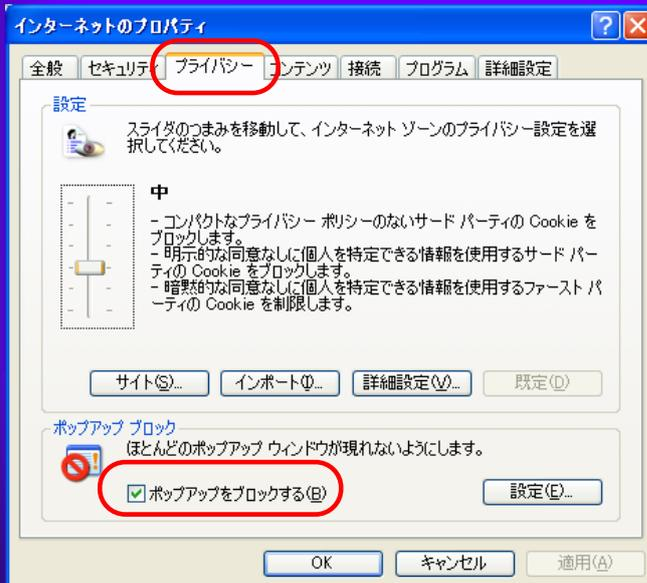 インターネットのプロパティ
全般 セキュリティ プライバシー コンテンツ 接続 プログラム 詳細設定
設定
スライダのつまみを移動して、インターネット ゾーンのプライバシー設定を選
択してください。
中
- コンパクトなプライバシー ポリシーのないサード パーティの Cookie を
ブロックします。
- 明示的な同意なしに個人を特定できる情報を使用するサード パー
ティの Cookie をブロックします。
- 暗黙的な同意なしに個人を特定できる情報を使用するファースト パ
ーティの Cookie を制限します。
サイト(S)... インポート(I)... 詳細設定(V)... 既定(D)
ポップアップ ブロック
ほとんどのポップアップ ウィンドウが現れないようにします。
ポップアップをブロックする(B) 設定(E)...
OK キャンセル 適用(A)